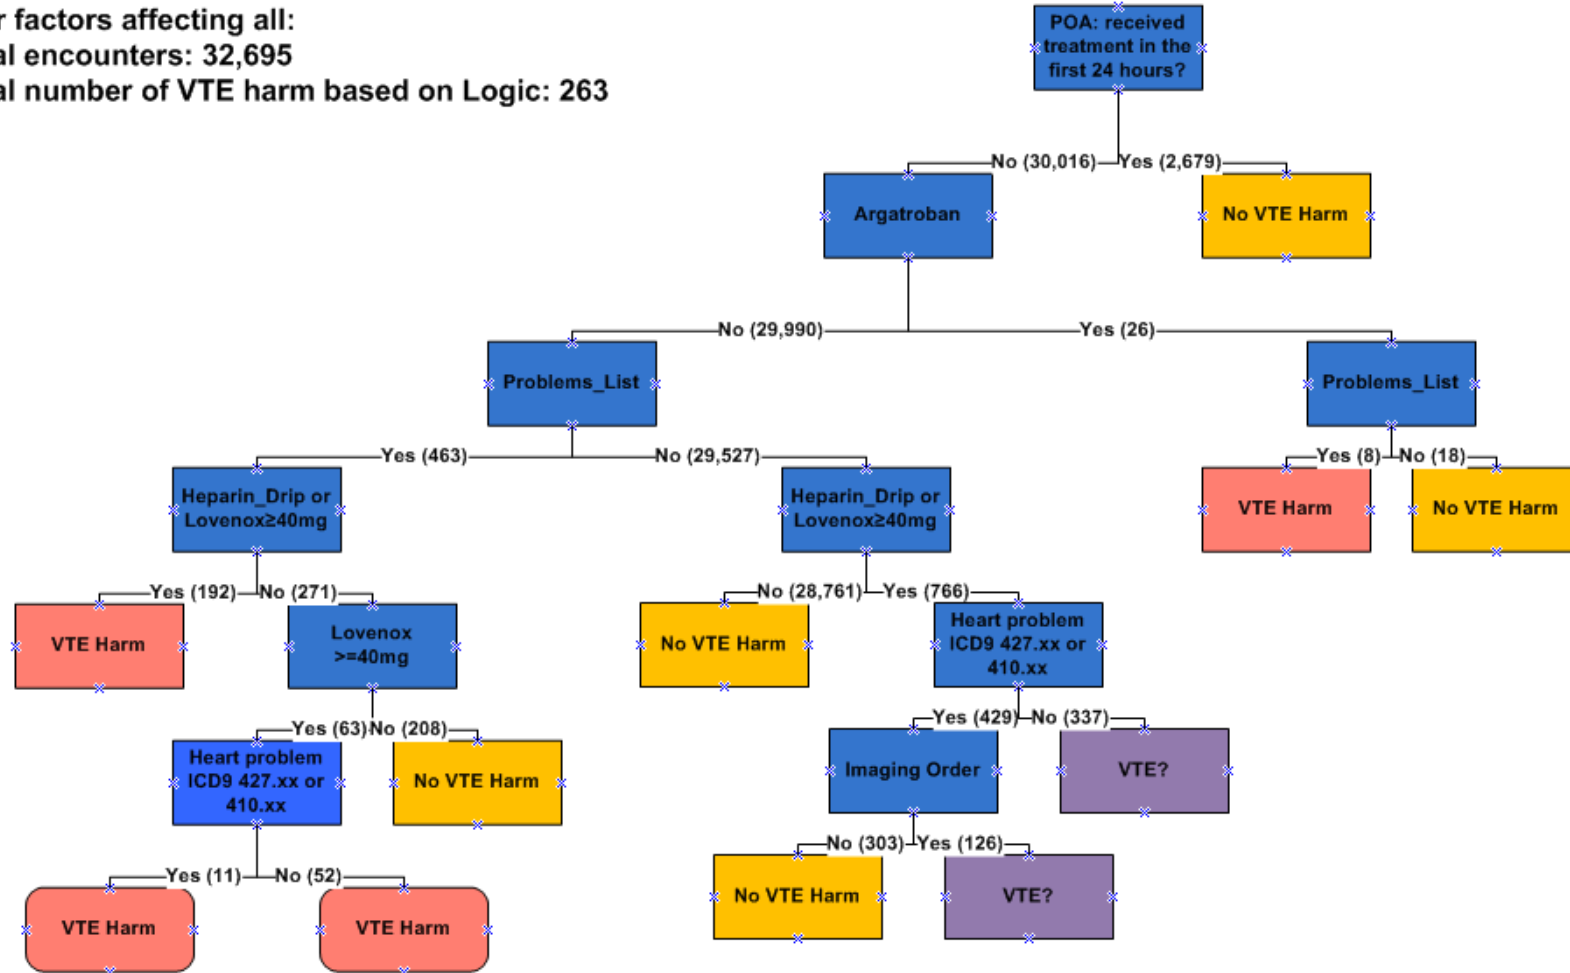 r factors affecting all:
al encounters: 32,695
al number of VTE harm based on Logic: 263
POA: received
treatment in the
first 24 hours?
No (30,016)
Yes (2,679)
Argatroban
No VTE Harm
No (29,990)
Yes (26)
Problems_List
Problems_List
Yes (463)
No (29,527)
Yes (8)
No (18)
Heparin_Drip or
Lovenox≥40mg
Heparin_Drip or
Lovenox≥40mg
VTE Harm
No VTE Harm
Yes (192)
No (271)
No (28,761)
Yes (766)
VTE Harm
Lovenox
>=40mg
No VTE Harm
Heart problem
ICD9 427.xx or
410.xx
Yes (63)
No (208)
Yes (429)
No (337)
Heart problem
ICD9 427.xx or
410.xx
No VTE Harm
Imaging Order
VTE?
Yes (11)
No (52)
No (303)
Yes (126)
VTE Harm
VTE Harm
No VTE Harm
VTE?